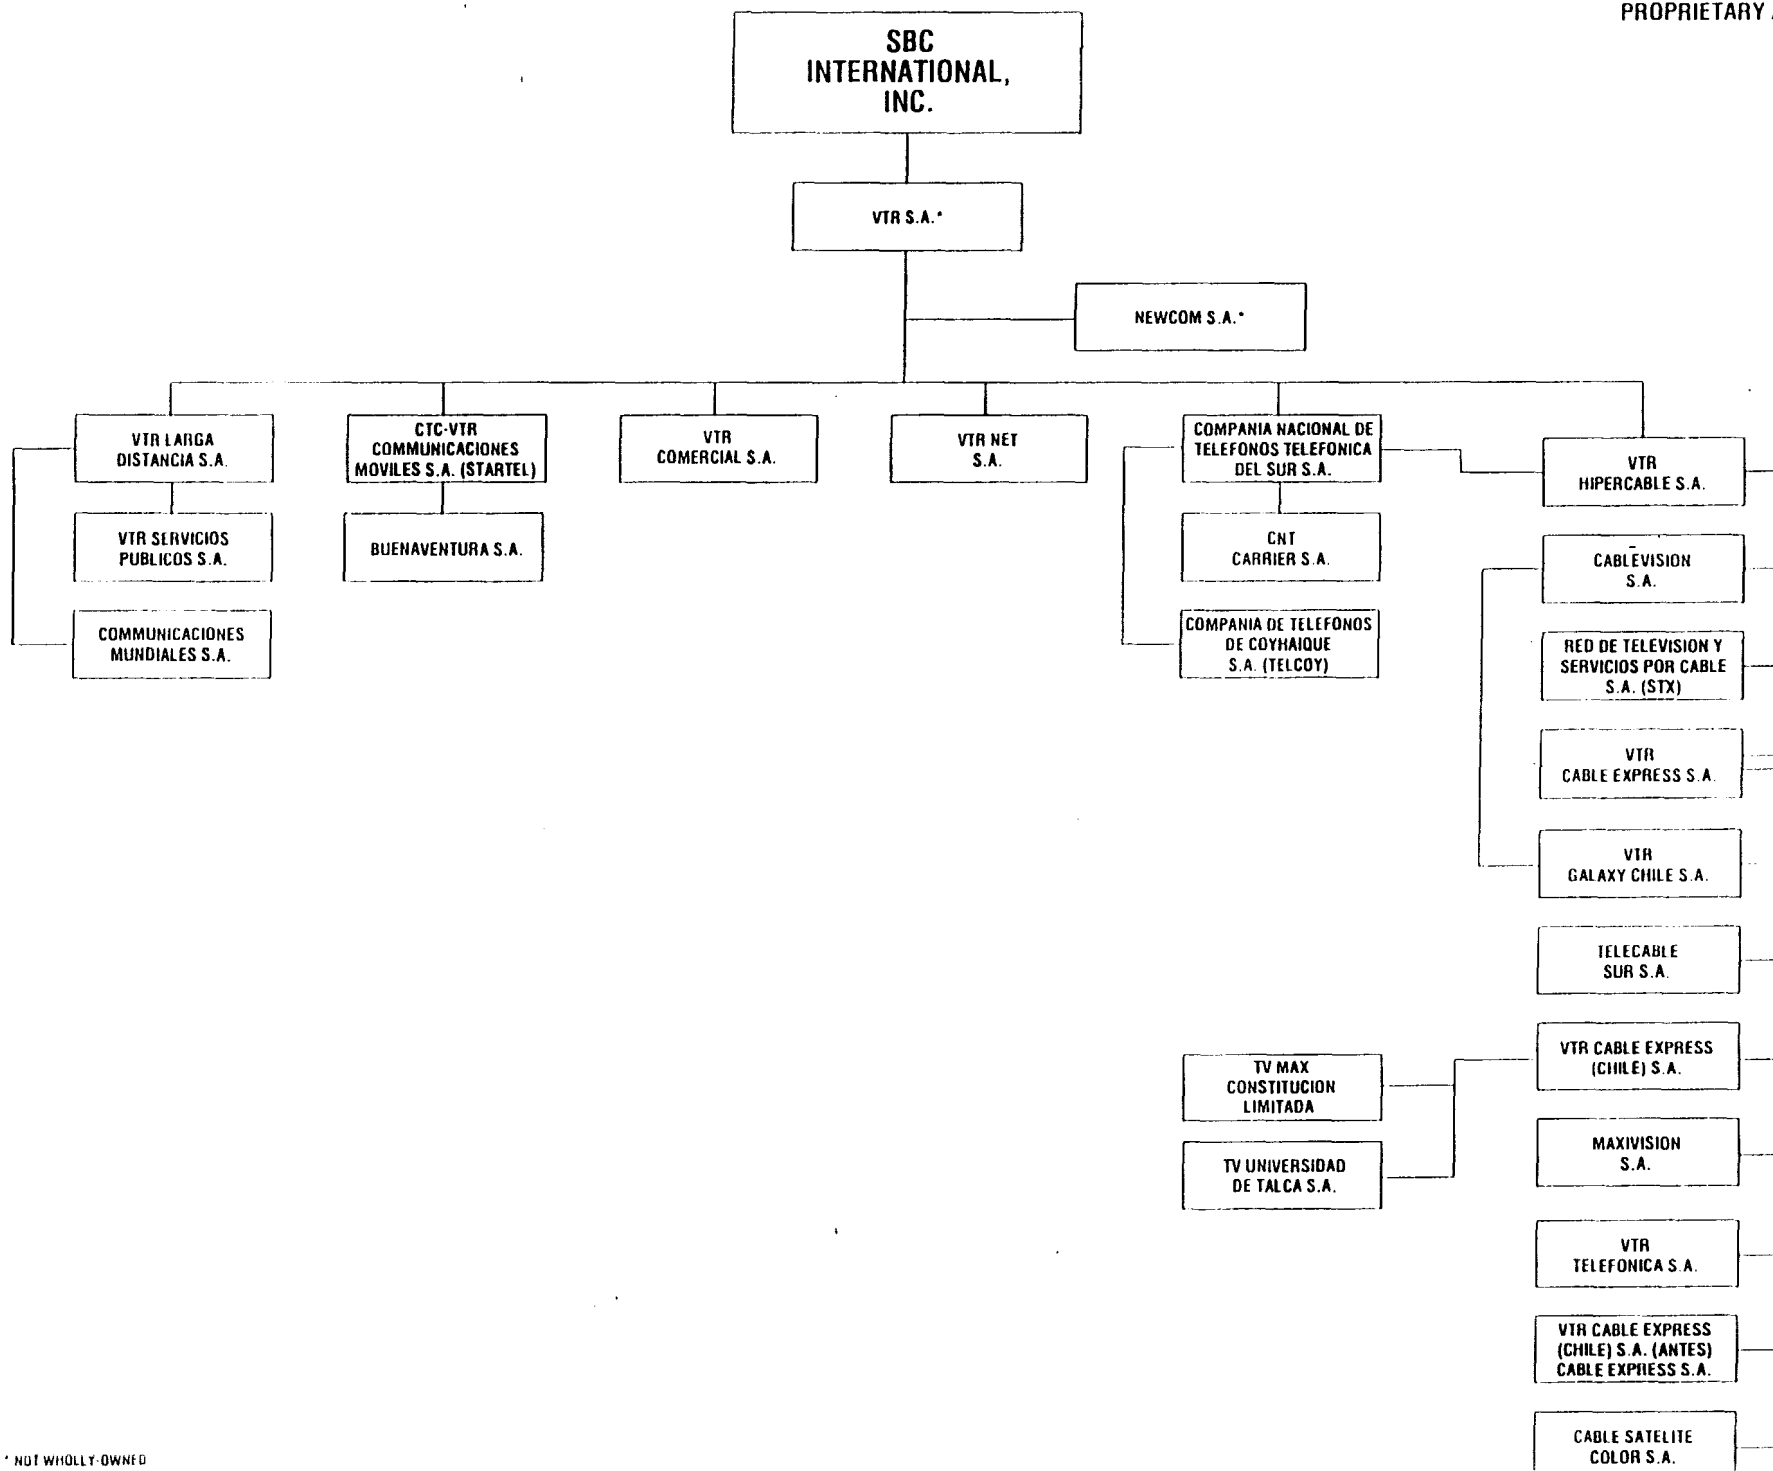 PROPRIETARY
SBC
INTERNATIONAL,
INC.
VTR S.A.*
NEWCOM S.A.*
VTR LARGA
DISTANCIA S.A.
CTC-VTR
COMMUNICACIONES
MOVILES S.A. (STARTEL)
VTR
COMERCIAL S.A.
VTR NET
S.A.
COMPANIA NACIONAL DE
TELEFONOS TELEFONICA
DEL SUR S.A.
VTR
HIPERCABLE S.A.
VTR SERVICIOS
PUBLICOS S.A.
BUENAVENTURA S.A.
CNT
CARRIER S.A.
CABLEVISION
S.A.
COMMUNICACIONES
MUNDIALES S.A.
COMPANIA DE TELEFONOS
DE COYHAIQUE
S.A. (TELCOY)
RED DE TELEVISION Y
SERVICIOS POR CABLE
S.A. (STX)
VTR
CABLE EXPRESS S.A.
VTR
GALAXY CHILE S.A.
TELECABLE
SUR S.A.
TV MAX
CONSTITUCION
LIMITADA
VTR CABLE EXPRESS
(CHILE) S.A.
TV UNIVERSIDAD
DE TALCA S.A.
MAXIVISION
S.A.
VTR
TELEFONICA S.A.
VTR CABLE EXPRESS
(CHILE) S.A. (ANTES)
CABLE EXPRESS S.A.
CABLE SATELITE
COLOR S.A.
* NOT WHOLLY-OWNED